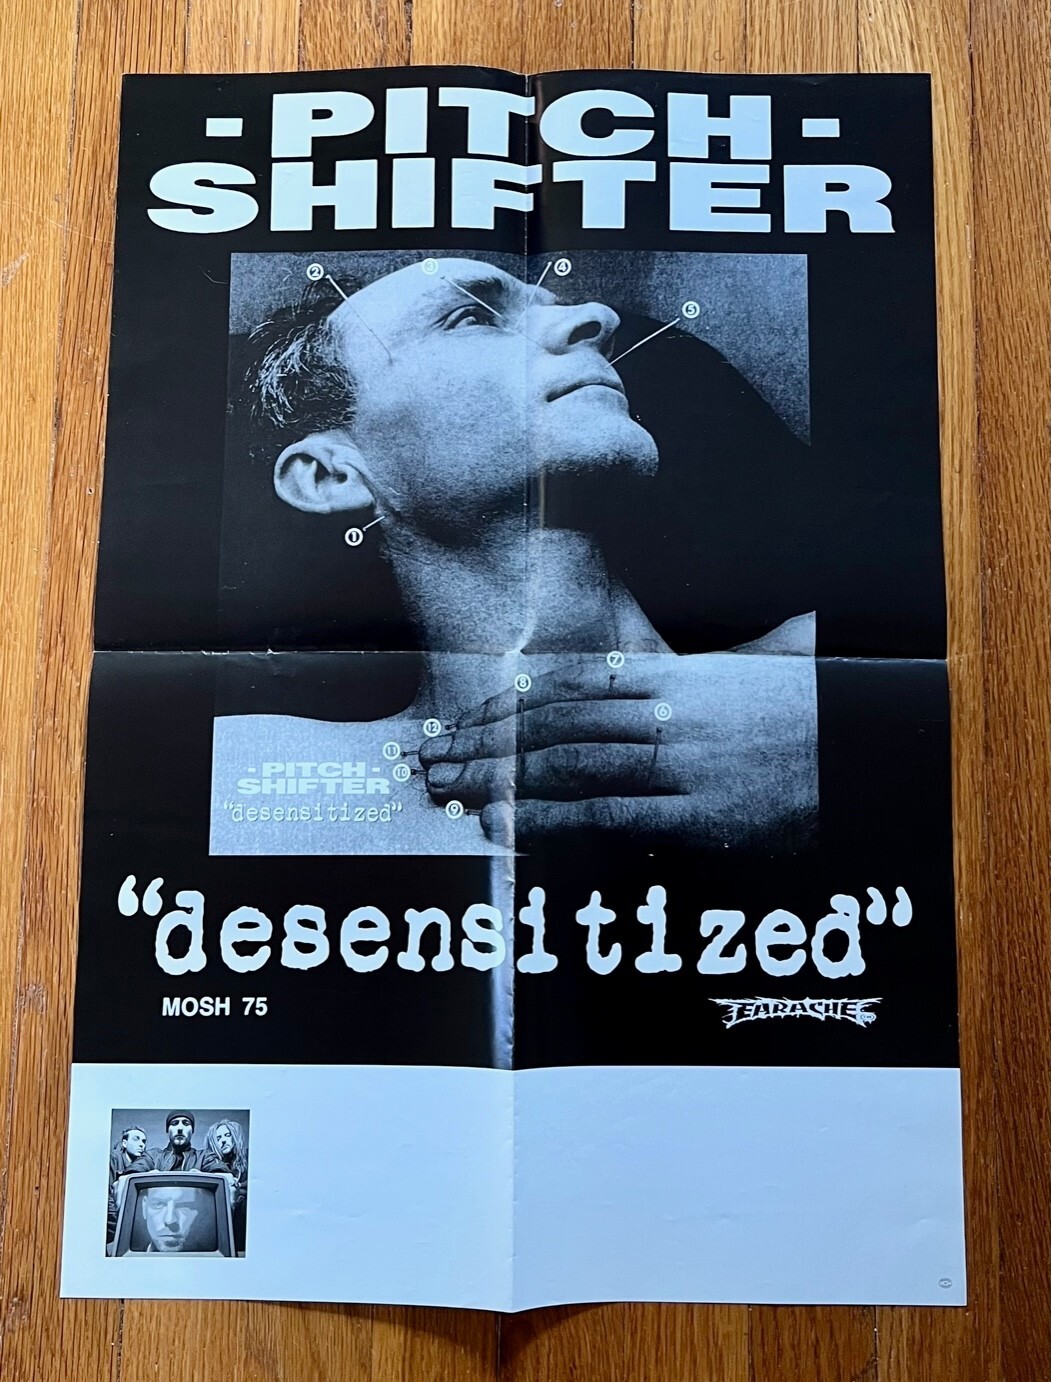 - PITCH -
SHIFTER
②
③
④
⑤
①
⑦
⑧
⑥
⑫
⑪
⑩
⑨
- PITCH -
SHIFTER
“desensitized”
“desensitized”
MOSH 75
EARACHE